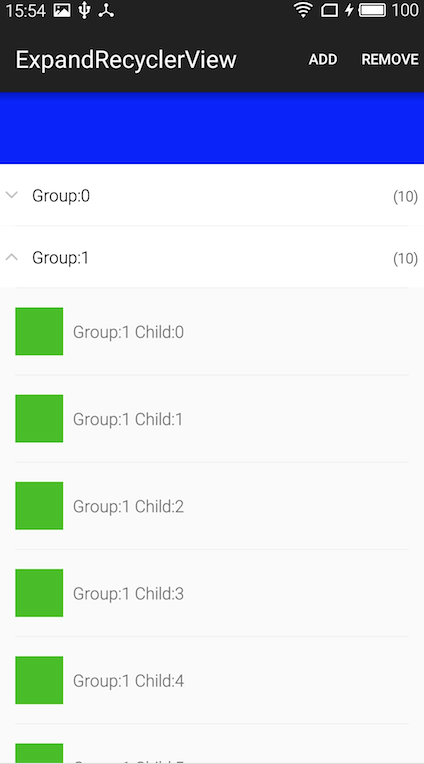 15:54 100
ExpandRecyclerView ADD REMOVE
Group:0 (10)
Group:1 (10)
Group:1 Child:0
Group:1 Child:1
Group:1 Child:2
Group:1 Child:3
Group:1 Child:4